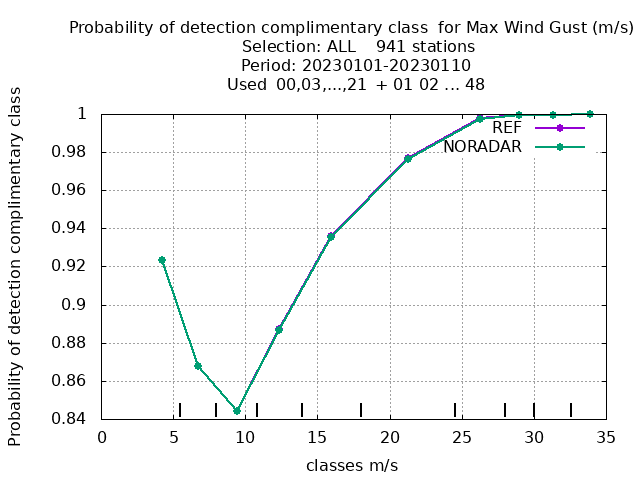 Probability of detection complimentary class  for Max Wind Gust (m/s)
Selection: ALL    941 stations
Period: 20230101-20230110
Used  00,03,...,21  + 01 02 ... 48
Probability of detection complimentary class
1
0.98
0.96
0.94
0.92
0.9
0.88
0.86
0.84
REF
NORADAR
0 5 10 15 20 25 30 35
classes m/s